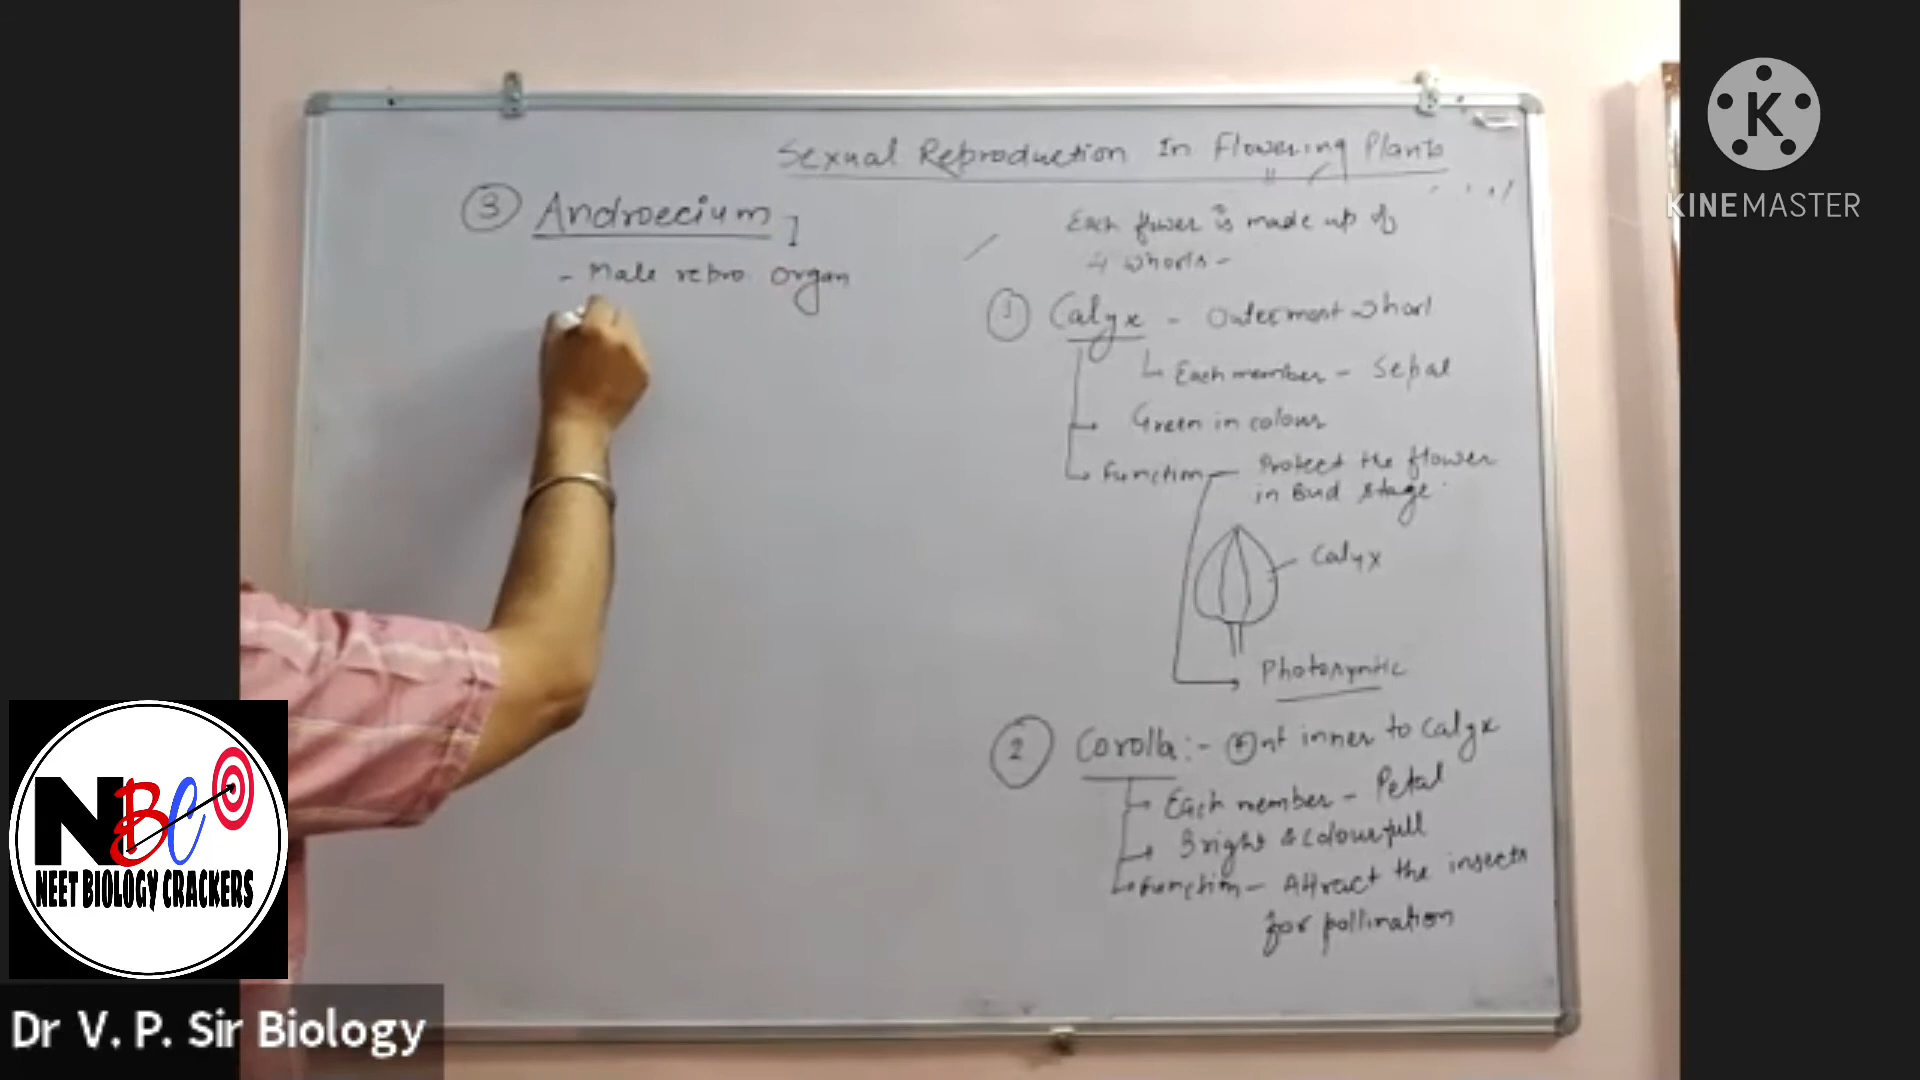 Sexual Reproduction In Flowering Plants
③ Androecium
- Male repro. organ
Each flower is made up of
4 whorls -
① Calyx - Outermost whorl
Each member - Sepal
Green in colour
Function - Protect the flower
in Bud stage.
Calyx
Photosyntic
② Corolla :- inner to Calyx
Each member - Petal
Bright & colourfull
Function - Attract the insects
for pollination
K
KINEMASTER
NBC
NEET BIOLOGY CRACKERS
Dr V. P. Sir Biology